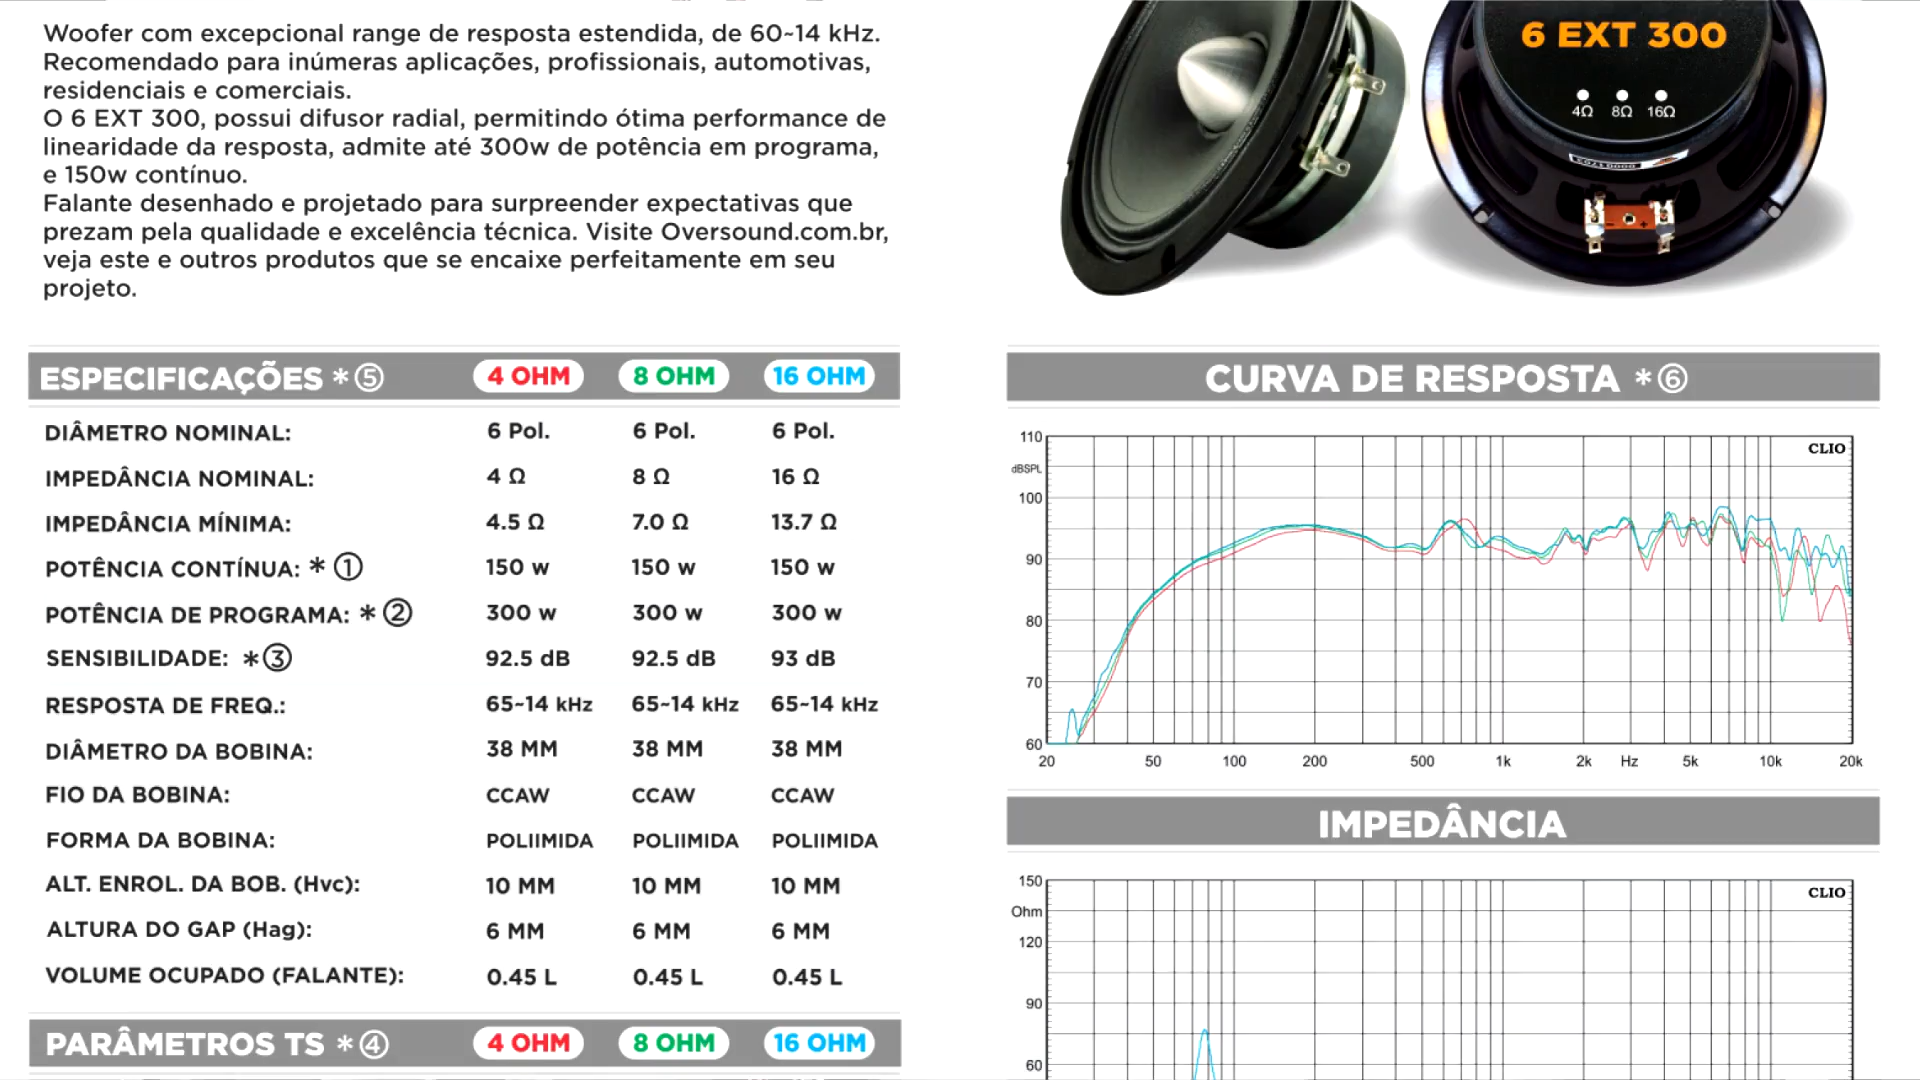 Woofer com excepcional range de resposta estendida, de 60~14 kHz.
Recomendado para inúmeras aplicações, profissionais, automotivas,
residenciais e comerciais.
O 6 EXT 300, possui difusor radial, permitindo ótima performance de
linearidade da resposta, admite até 300w de potência em programa,
e 150w contínuo.
Falante desenhado e projetado para surpreender expectativas que
prezam pela qualidade e excelência técnica. Visite Oversound.com.br,
veja este e outros produtos que se encaixe perfeitamente em seu
projeto.
6 EXT 300
4Ω 8Ω 16Ω
ESPECIFICAÇÕES *⑤ 4 OHM 8 OHM 16 OHM
DIÂMETRO NOMINAL: 6 Pol. 6 Pol. 6 Pol.
IMPEDÂNCIA NOMINAL: 4 Ω 8 Ω 16 Ω
IMPEDÂNCIA MÍNIMA: 4.5 Ω 7.0 Ω 13.7 Ω
POTÊNCIA CONTÍNUA: *① 150 w 150 w 150 w
POTÊNCIA DE PROGRAMA: *② 300 w 300 w 300 w
SENSIBILIDADE: *③ 92.5 dB 92.5 dB 93 dB
RESPOSTA DE FREQ.: 65~14 kHz 65~14 kHz 65~14 kHz
DIÂMETRO DA BOBINA: 38 MM 38 MM 38 MM
FIO DA BOBINA: CCAW CCAW CCAW
FORMA DA BOBINA: POLIIMIDA POLIIMIDA POLIIMIDA
ALT. ENROL. DA BOB. (Hvc): 10 MM 10 MM 10 MM
ALTURA DO GAP (Hag): 6 MM 6 MM 6 MM
VOLUME OCUPADO (FALANTE): 0.45 L 0.45 L 0.45 L
PARÂMETROS TS *④ 4 OHM 8 OHM 16 OHM
CURVA DE RESPOSTA *⑥
110
CLIO
dBSPL
100
90
80
70
60
20 50 100 200 500 1k 2k Hz 5k 10k 20k
IMPEDÂNCIA
150
CLIO
Ohm
120
90
60